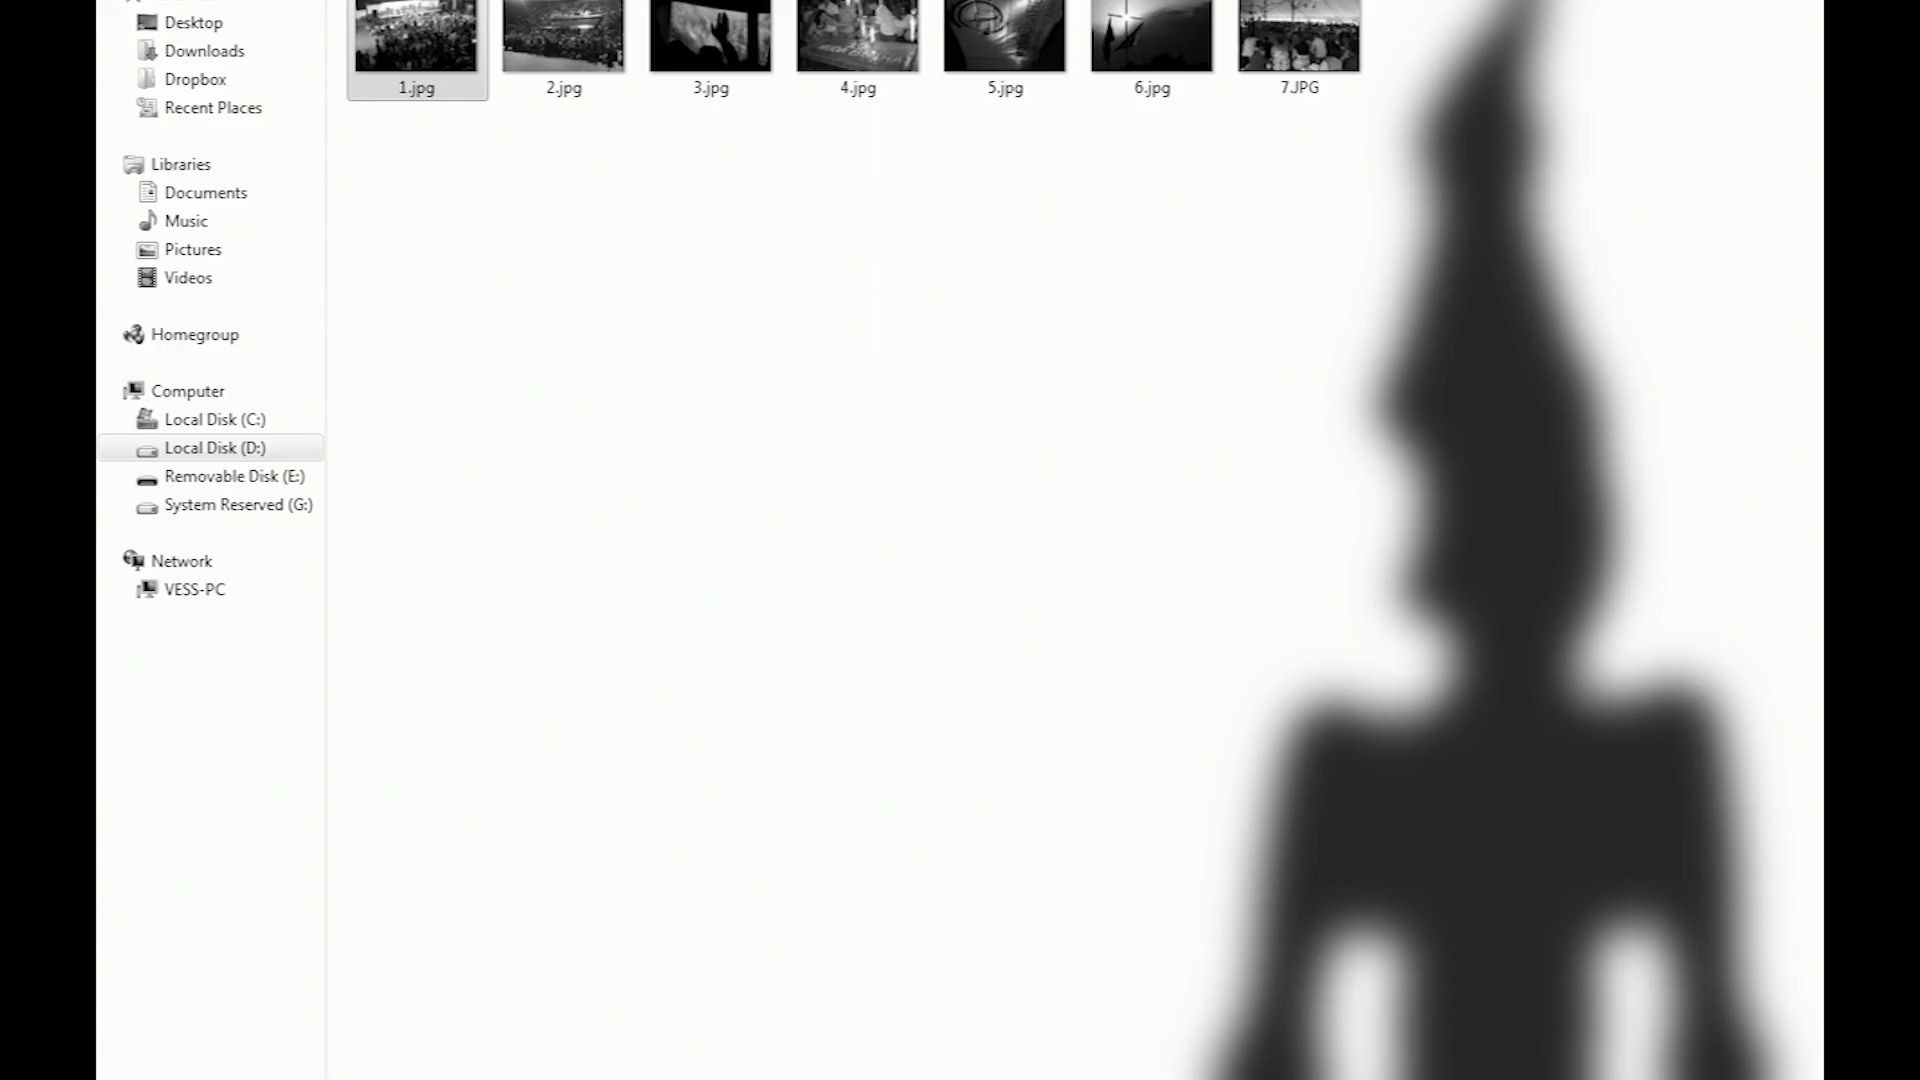 Desktop
Downloads
Dropbox
Recent Places
Libraries
Documents
Music
Pictures
Videos
Homegroup
Computer
Local Disk (C:)
Local Disk (D:)
Removable Disk (E:)
System Reserved (G:)
Network
VESS-PC
1.jpg
2.jpg
3.jpg
4.jpg
5.jpg
6.jpg
7.JPG